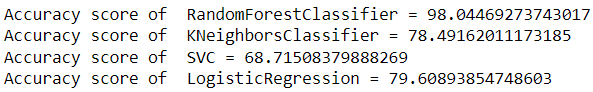 Accuracy score of  RandomForestClassifier = 98.04469273743017
Accuracy score of  KNeighborsClassifier = 78.49162011173185
Accuracy score of  SVC = 68.71508379888269
Accuracy score of  LogisticRegression = 79.60893854748603